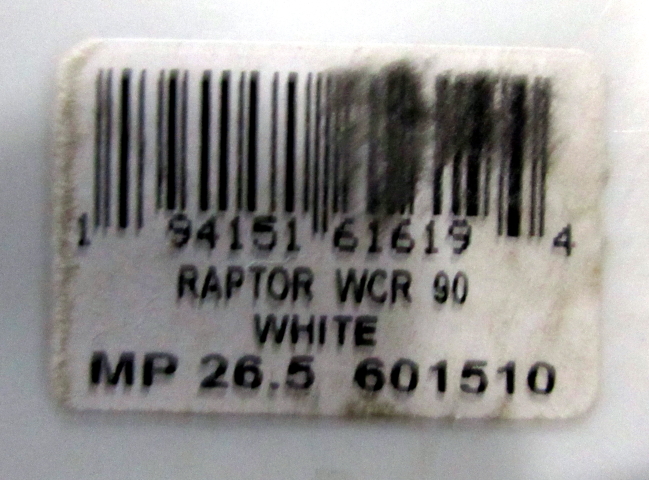 1 94151 61619 4
RAPTOR WCR 90
WHITE
MP 26.5 601510